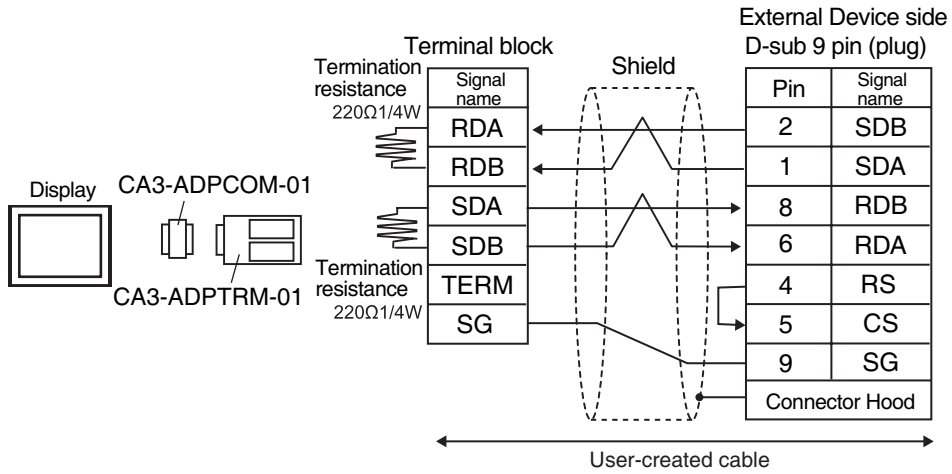 External Device side
D-sub 9 pin (plug)
Terminal block
Termination
resistance
220Ω1/4W
Shield
Signal
name
Pin
Signal
name
RDA
2
SDB
RDB
1
SDA
Display
CA3-ADPCOM-01
SDA
8
RDB
SDB
6
RDA
CA3-ADPTRM-01
Termination
resistance
220Ω1/4W
TERM
4
RS
SG
5
CS
9
SG
Connector Hood
User-created cable